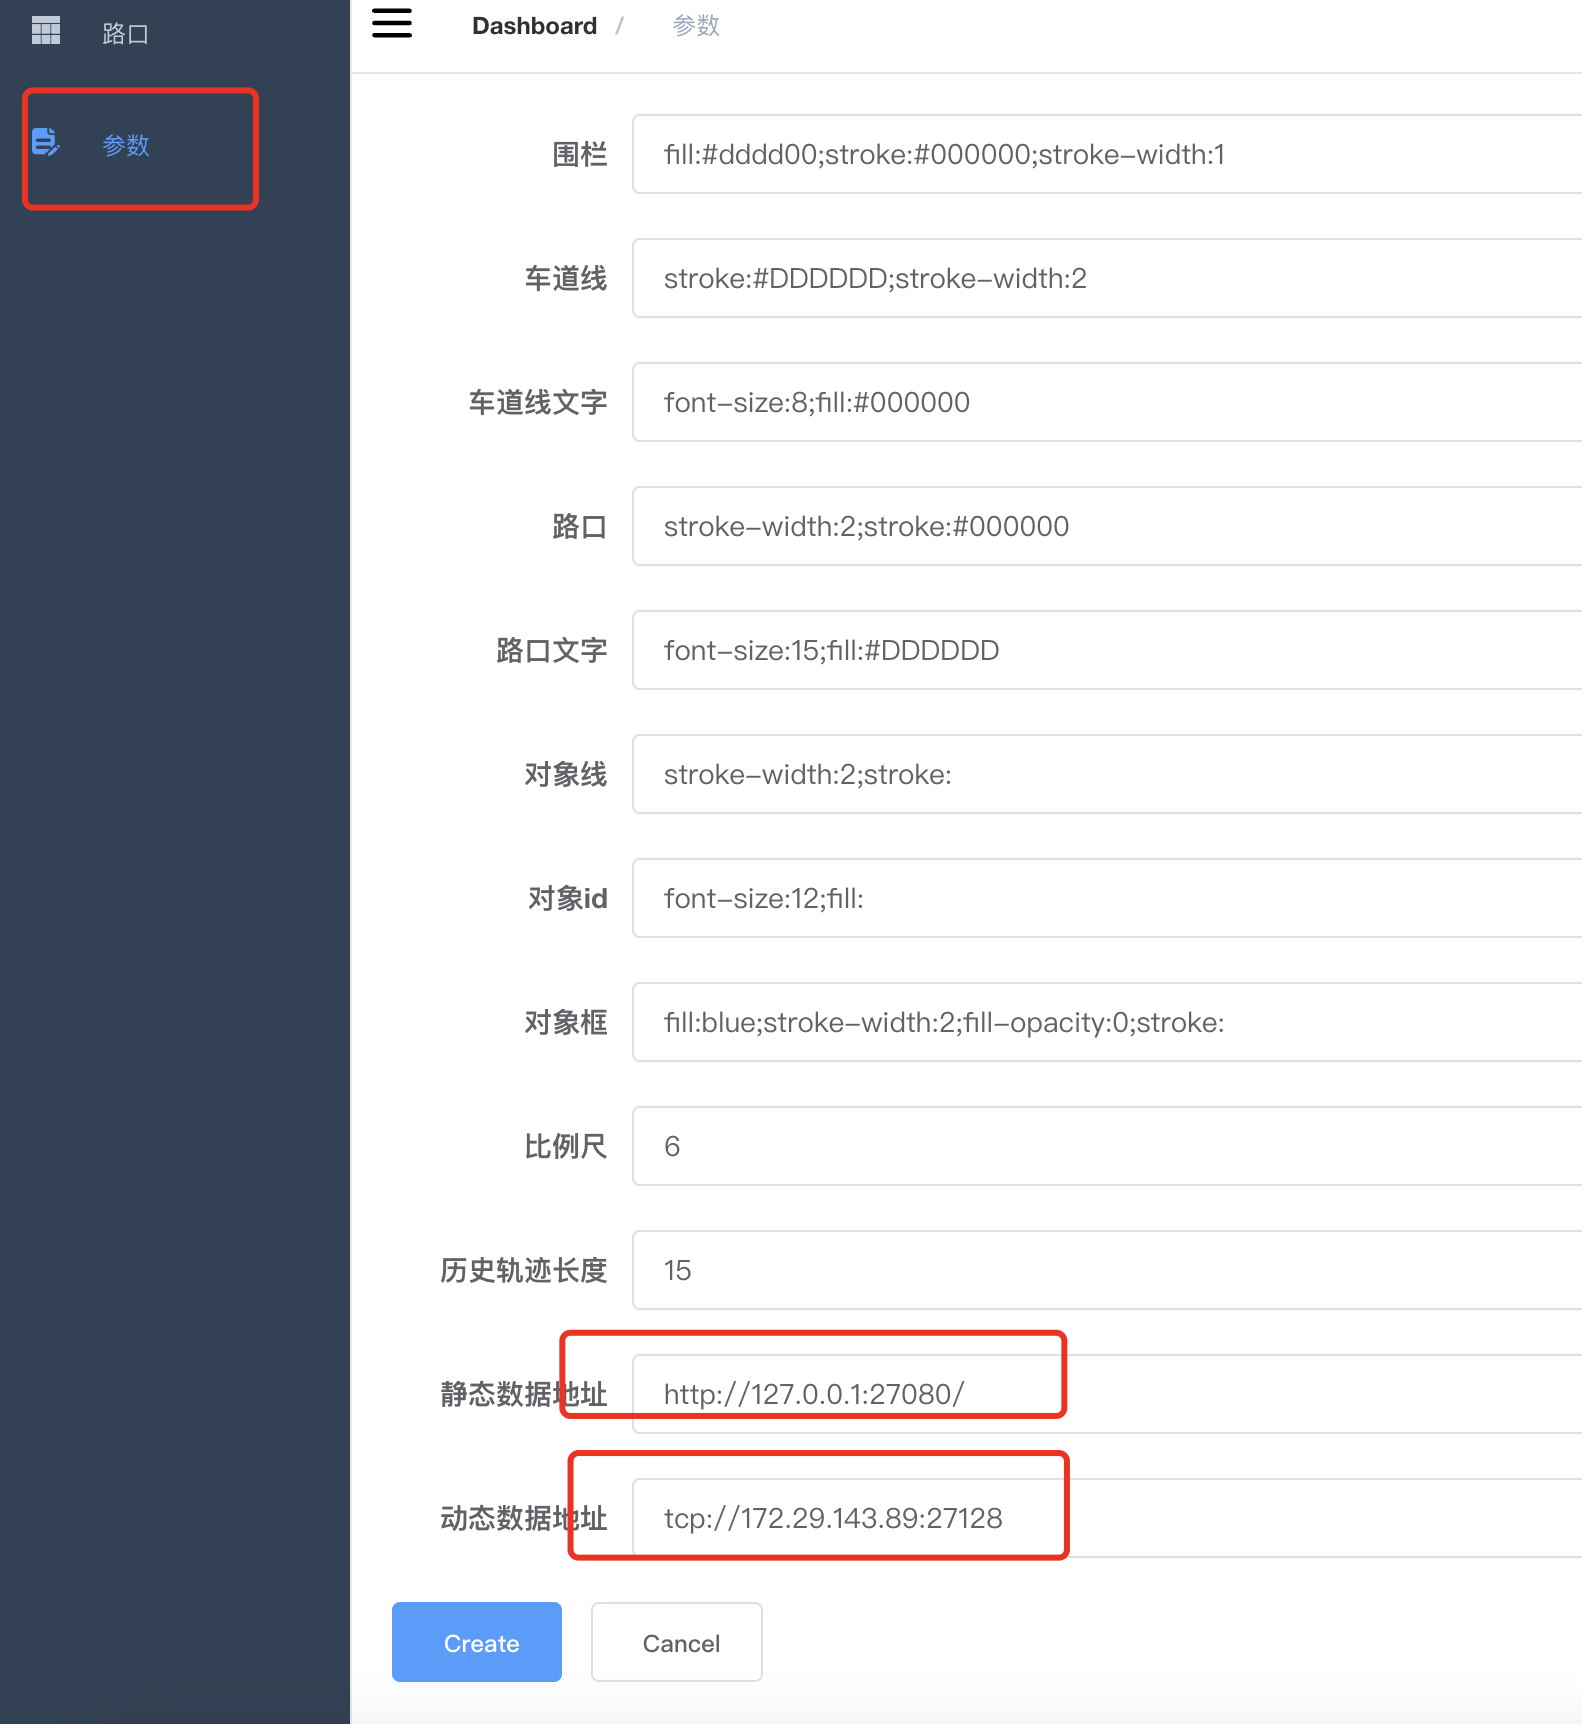 路口
参数
Dashboard / 参数
围栏 fill:#dddd00;stroke:#000000;stroke-width:1
车道线 stroke:#DDDDDD;stroke-width:2
车道线文字 font-size:8;fill:#000000
路口 stroke-width:2;stroke:#000000
路口文字 font-size:15;fill:#DDDDDD
对象线 stroke-width:2;stroke:
对象id font-size:12;fill:
对象框 fill:blue;stroke-width:2;fill-opacity:0;stroke:
比例尺 6
历史轨迹长度 15
静态数据地址 http://127.0.0.1:27080/
动态数据地址 tcp://172.29.143.89:27128
Create Cancel